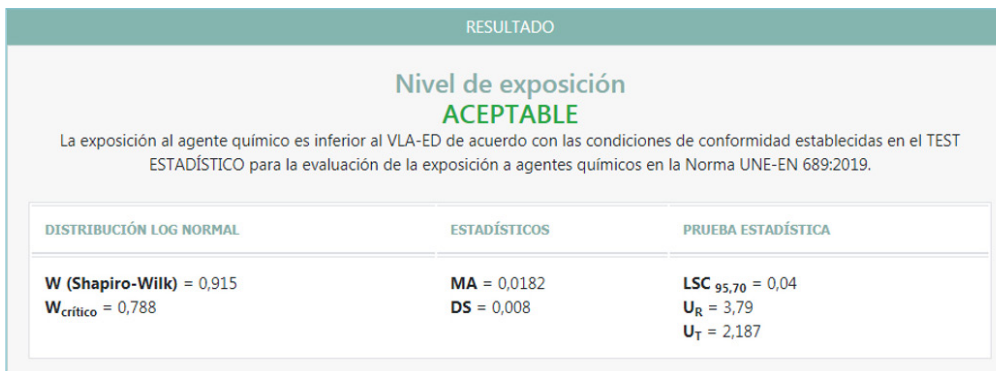 RESULTADO
Nivel de exposición
ACEPTABLE
La exposición al agente químico es inferior al VLA-ED de acuerdo con las condiciones de conformidad establecidas en el TEST
ESTADÍSTICO para la evaluación de la exposición a agentes químicos en la Norma UNE-EN 689:2019.
DISTRIBUCIÓN LOG NORMAL ESTADÍSTICOS PRUEBA ESTADÍSTICA
W (Shapiro-Wilk) = 0,915 MA = 0,0182 LSC 95,70 = 0,04
Wcrítico = 0,788 DS = 0,008 UR = 3,79
UT = 2,187